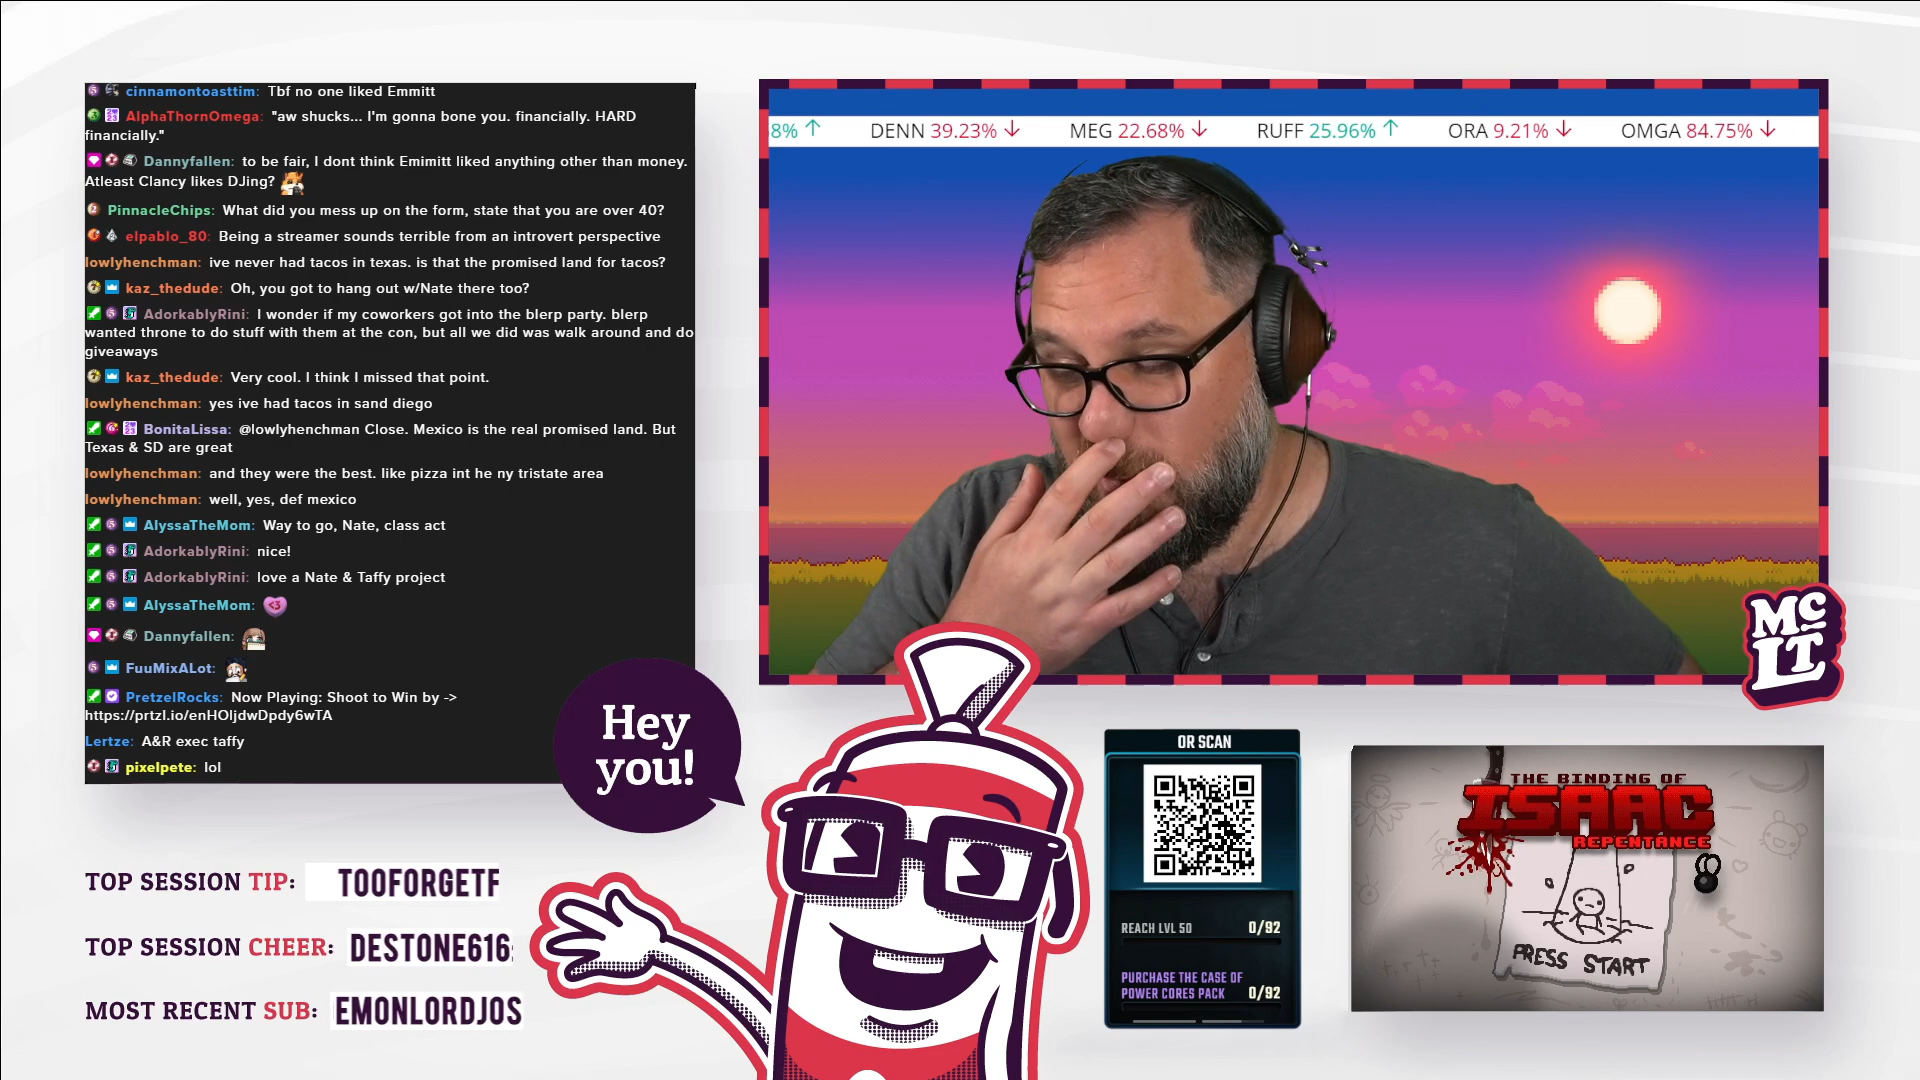 cinnamontoasttim: Tbf no one liked Emmitt
AlphaThornOmega: "aw shucks... I'm gonna bone you. financially. HARD
financially."
Dannyfallen: to be fair, I dont think Emimitt liked anything other than money.
Atleast Clancy likes DJing?
PinnacleChips: What did you mess up on the form, state that you are over 40?
elpablo_80: Being a streamer sounds terrible from an introvert perspective
lowlyhenchman: ive never had tacos in texas. is that the promised land for tacos?
kaz_thedude: Oh, you got to hang out w/Nate there too?
AdorkablyRini: I wonder if my coworkers got into the blerp party. blerp
wanted throne to do stuff with them at the con, but all we did was walk around and do
giveaways
kaz_thedude: Very cool. I think I missed that point.
lowlyhenchman: yes ive had tacos in sand diego
BonitaLissa: @lowlyhenchman Close. Mexico is the real promised land. But
Texas & SD are great
lowlyhenchman: and they were the best. like pizza int he ny tristate area
lowlyhenchman: well, yes, def mexico
AlyssaTheMom: Way to go, Nate, class act
AdorkablyRini: nice!
AdorkablyRini: love a Nate & Taffy project
AlyssaTheMom: <3
Dannyfallen:
FuuMixALot:
PretzelRocks: Now Playing: Shoot to Win by ->
https://prtzl.io/enHOljdwDpdy6wTA
Lertze: A&R exec taffy
pixelpete: lol
8% ↑ DENN 39.23% ↓ MEG 22.68% ↓ RUFF 25.96% ↑ ORA 9.21% ↓ OMGA 84.75% ↓
McLT
Hey
you!
OR SCAN
REACH LVL 50 0/92
PURCHASE THE CASE OF
POWER CORES PACK 0/92
THE BINDING OF
ISAAC
REPENTANCE
PRESS START
TOP SESSION TIP: TOOFORGETF
TOP SESSION CHEER: DESTONE616:
MOST RECENT SUB: EMONLORDJOS